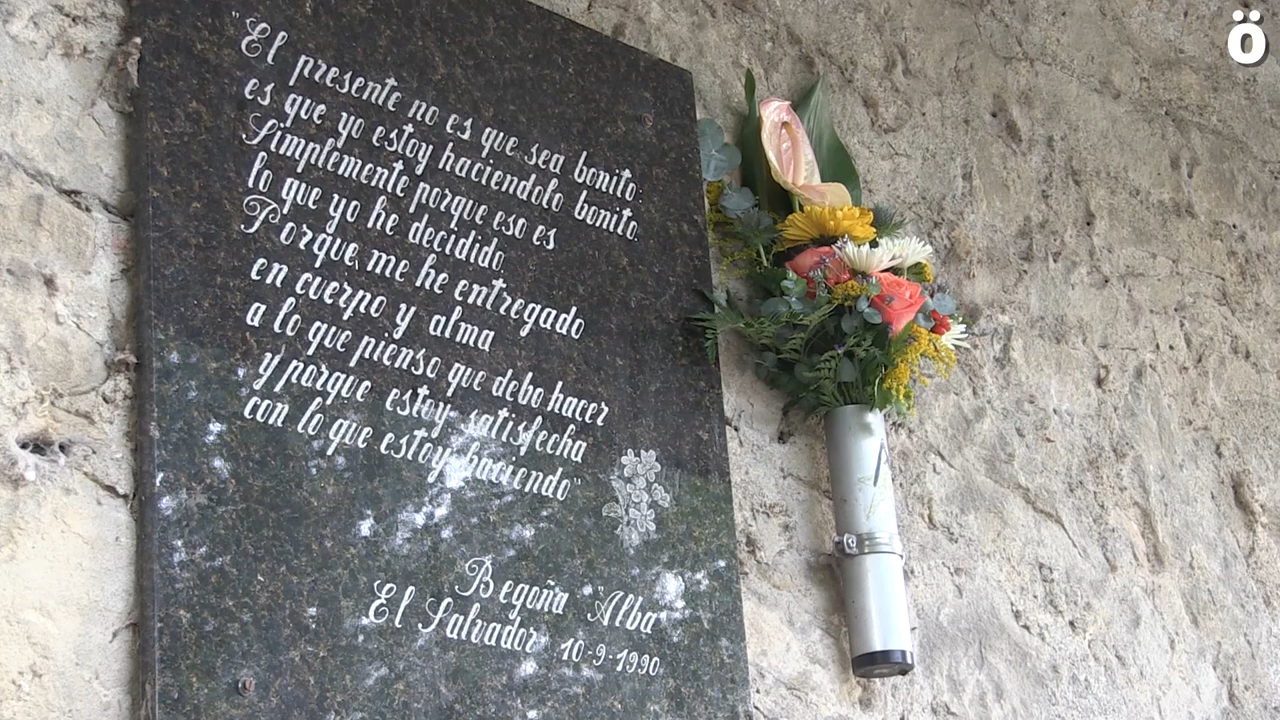 "El presente no es que sea bonito:
es que yo estoy haciendolo bonito.
Simplemente porque eso es
lo que yo he decidido.
Porque me he entregado
en cuerpo y alma
a lo que pienso que debo hacer
y porque estoy satisfecha
con lo que estoy haciendo"
Begoña "Alba"
El Salvador 10-9-1990
ö